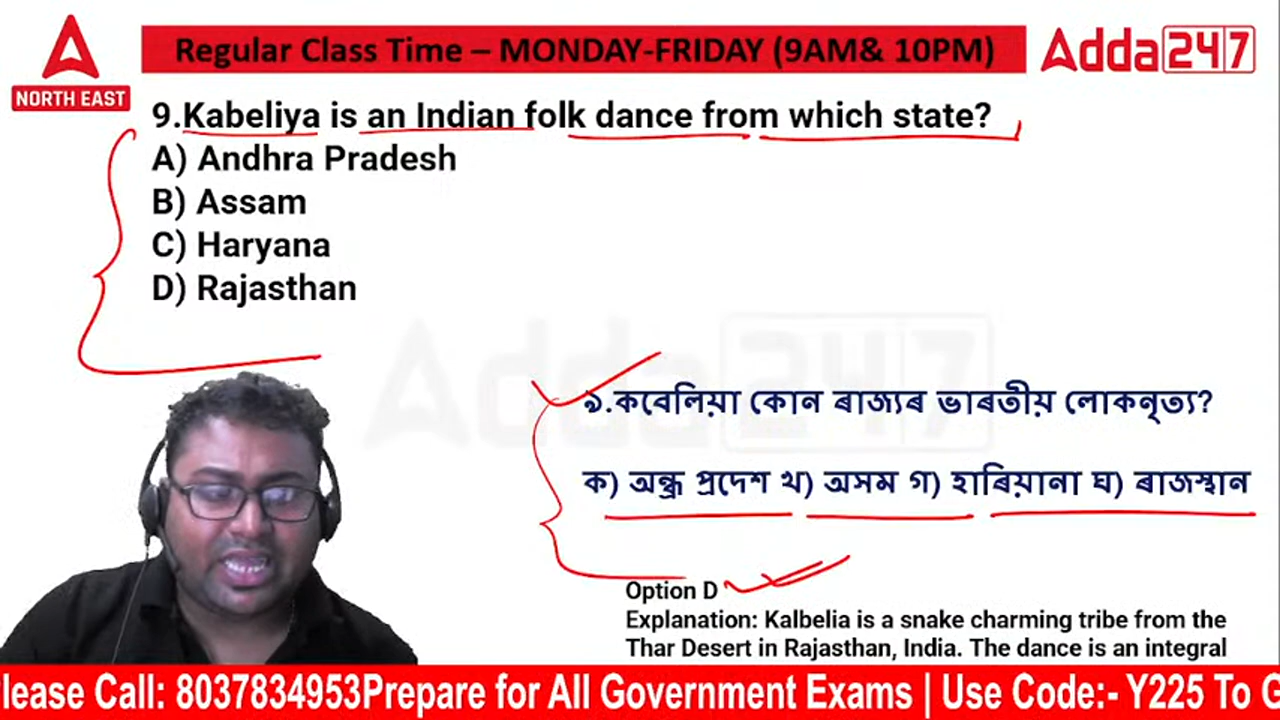 Regular Class Time – MONDAY-FRIDAY (9AM& 10PM)
Adda247
NORTH EAST
9.Kabeliya is an Indian folk dance from which state?
A) Andhra Pradesh
B) Assam
C) Haryana
D) Rajasthan
Adda247
৯.কবেলিয়া কোন ৰাজ্যৰ ভাৰতীয় লোকনৃত্য?
ক) অন্ধ্ৰ প্ৰদেশ খ) অসম গ) হাৰিয়ানা ঘ) ৰাজস্থান
Option D
Explanation: Kalbelia is a snake charming tribe from the
Thar Desert in Rajasthan, India. The dance is an integral
lease Call: 8037834953Prepare for All Government Exams | Use Code:- Y225 To G